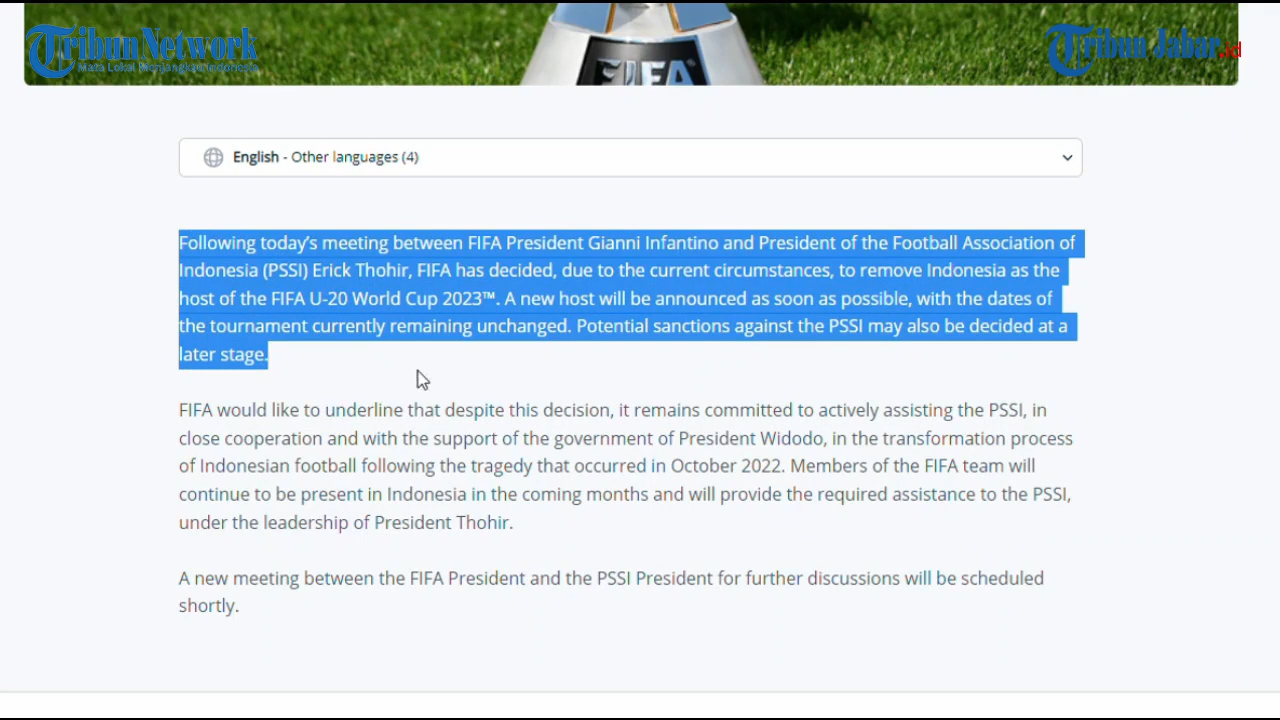 Tribun Network
Mata Lokal Menjangkau Indonesia
Tribun Jabar.id
FIFA®
English - Other languages (4)
Following today’s meeting between FIFA President Gianni Infantino and President of the Football Association of
Indonesia (PSSI) Erick Thohir, FIFA has decided, due to the current circumstances, to remove Indonesia as the
host of the FIFA U-20 World Cup 2023™. A new host will be announced as soon as possible, with the dates of
the tournament currently remaining unchanged. Potential sanctions against the PSSI may also be decided at a
later stage.
FIFA would like to underline that despite this decision, it remains committed to actively assisting the PSSI, in
close cooperation and with the support of the government of President Widodo, in the transformation process
of Indonesian football following the tragedy that occurred in October 2022. Members of the FIFA team will
continue to be present in Indonesia in the coming months and will provide the required assistance to the PSSI,
under the leadership of President Thohir.
A new meeting between the FIFA President and the PSSI President for further discussions will be scheduled
shortly.